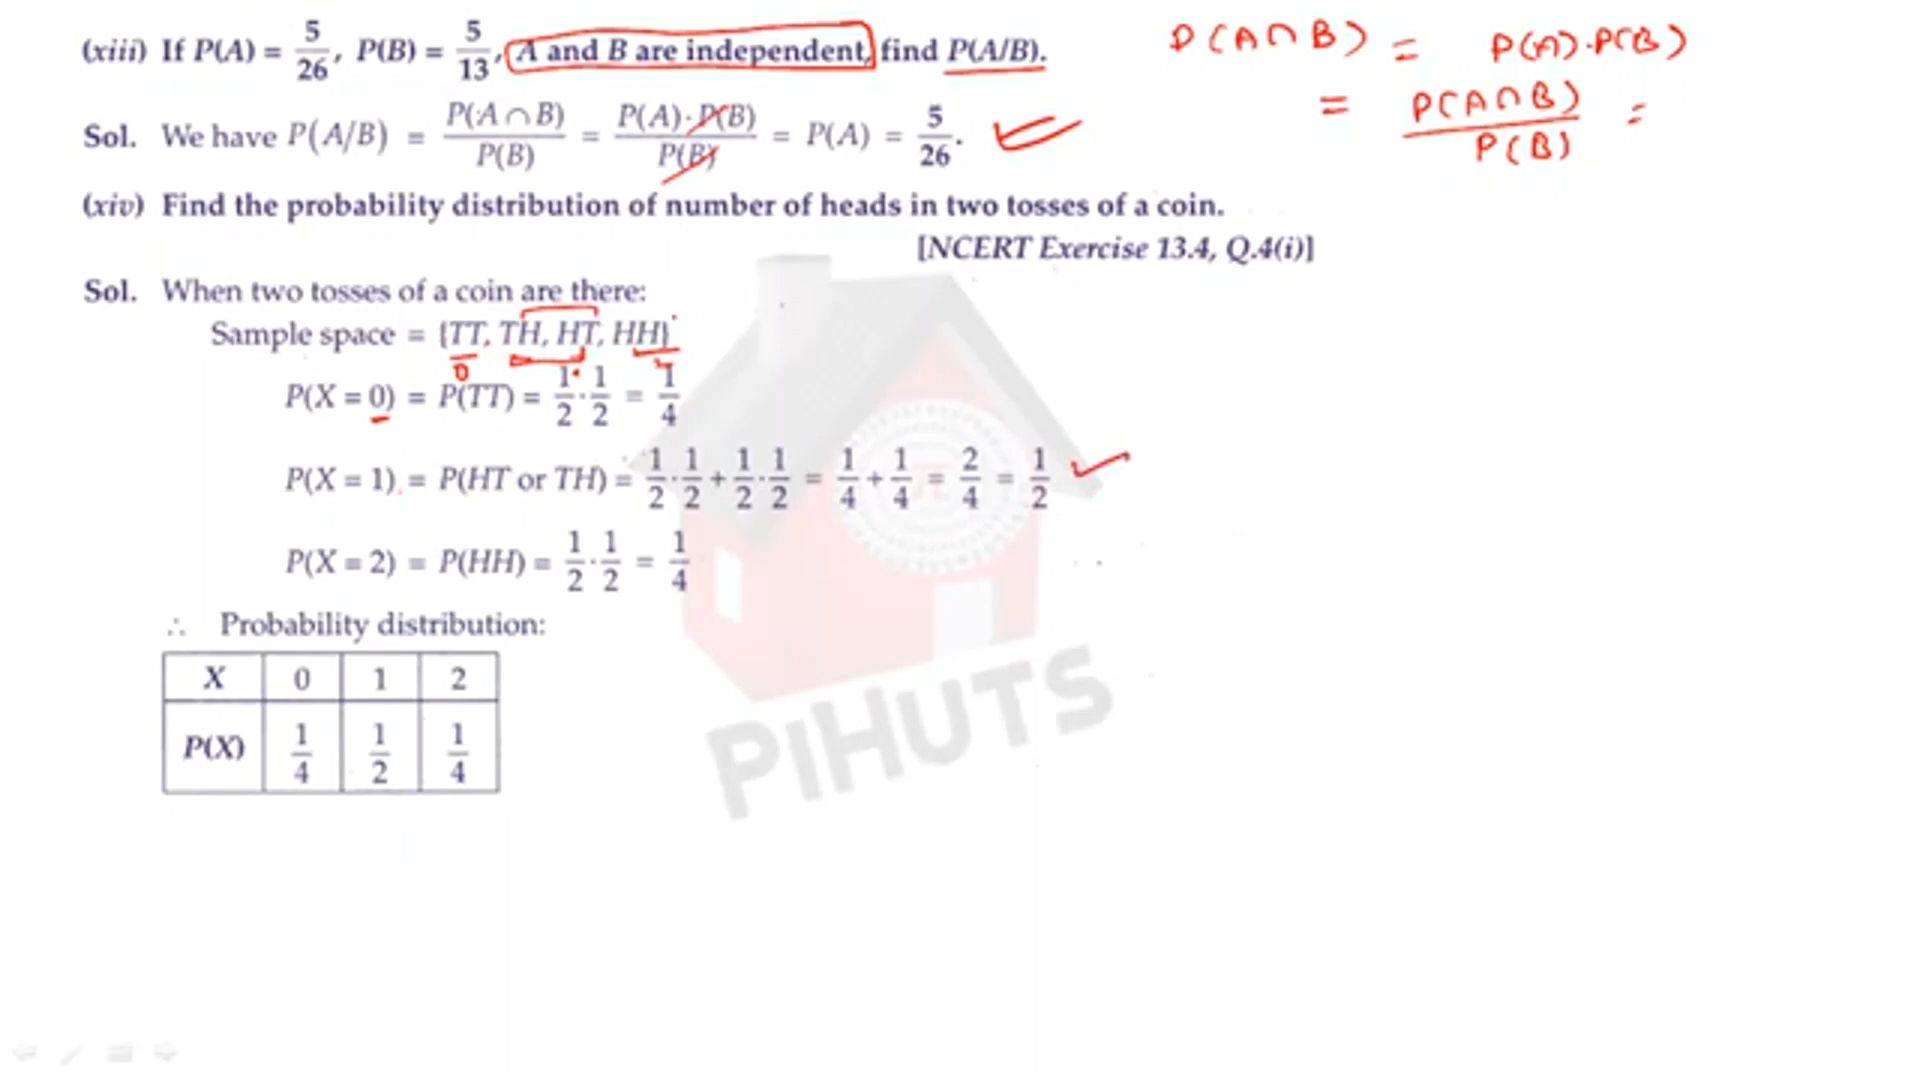 (xiii) If P(A) = 5/26, P(B) = 5/13, A and B are independent, find P(A/B).
P(A∩B) = P(A)·P(B)
= P(A∩B)/P(B) =
Sol. We have P(A/B) = P(A∩B)/P(B) = P(A)·P(B)/P(B) = P(A) = 5/26.
(xiv) Find the probability distribution of number of heads in two tosses of a coin.
[NCERT Exercise 13.4, Q.4(i)]
Sol. When two tosses of a coin are there:
Sample space = {TT, TH, HT, HH}
0
P(X = 0) = P(TT) = 1/2 · 1/2 = 1/4
P(X = 1) = P(HT or TH) = 1/2 · 1/2 + 1/2 · 1/2 = 1/4 + 1/4 = 2/4 = 1/2
P(X = 2) = P(HH) = 1/2 · 1/2 = 1/4
∴ Probability distribution:
X 0 1 2
P(X) 1/4 1/2 1/4
PiHUTS